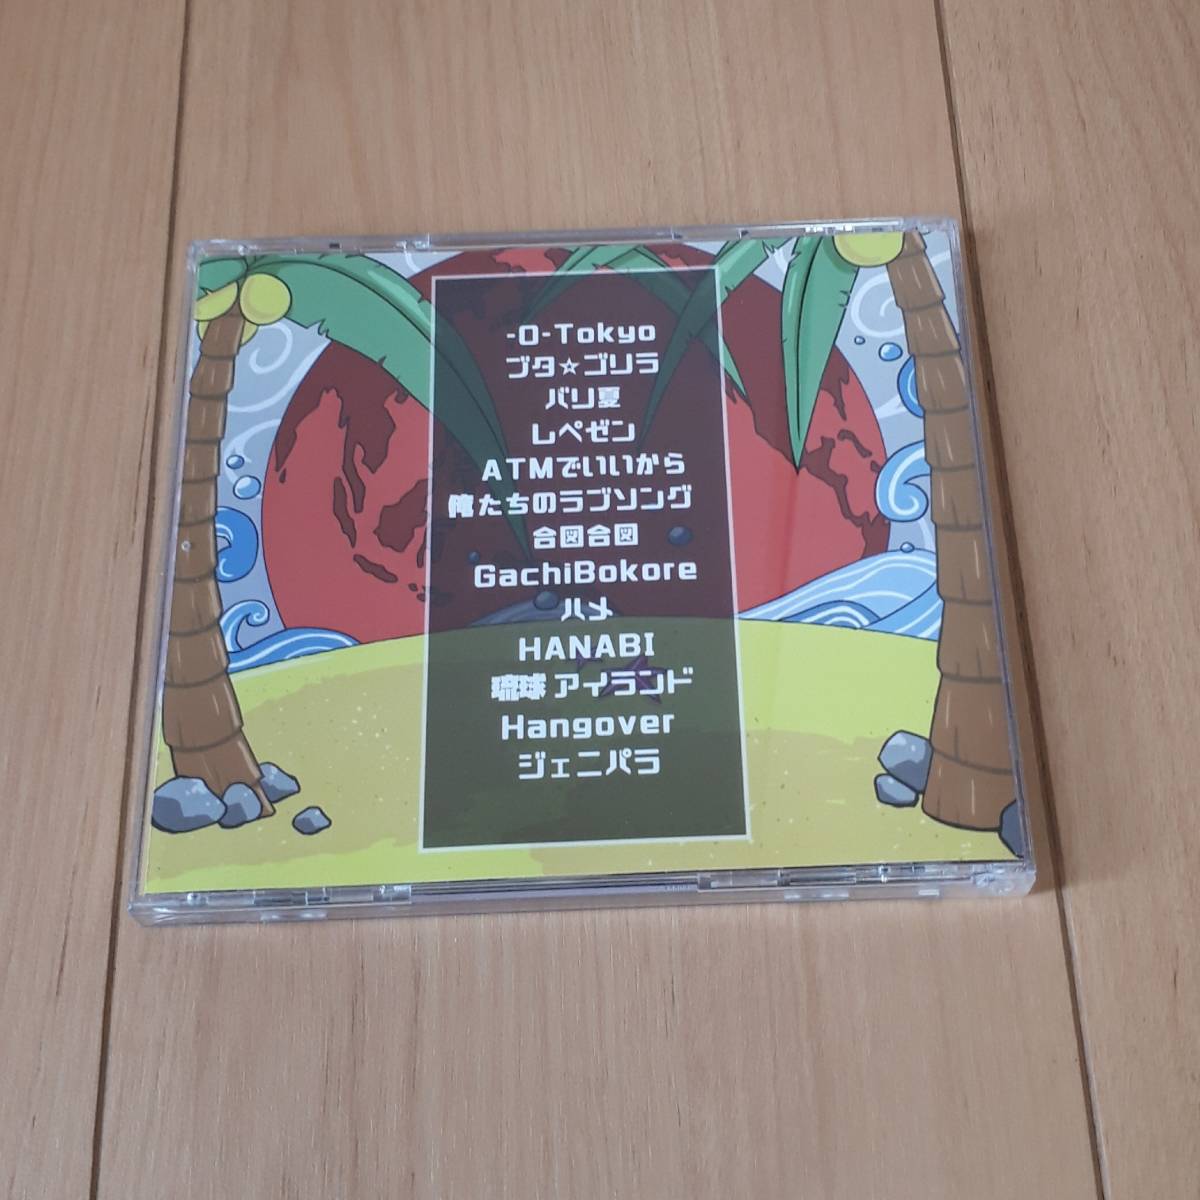 -0-Tokyo
ブタ☆ゴリラ
バリ夏
レペゼン
ATMでいいから
俺たちのラブソング
合図合図
GachiBokore
ハメ
HANABI
琉球アイランド
Hangover
ジェニパラ